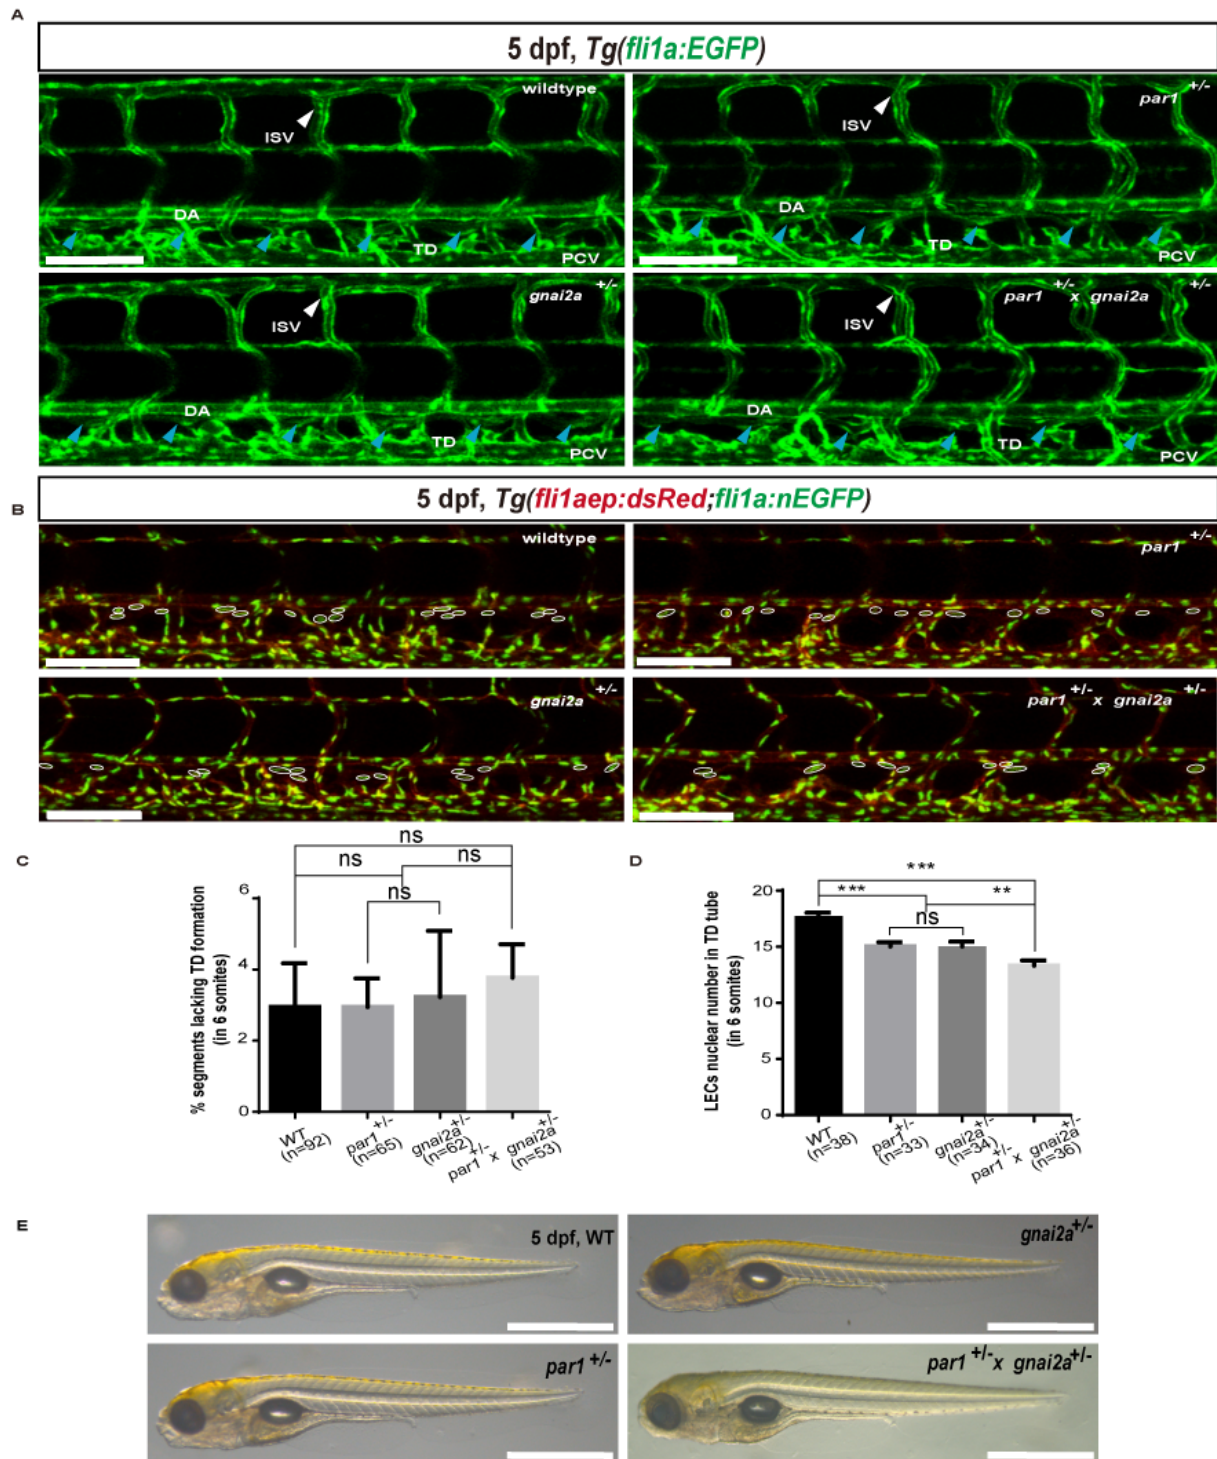 A
5 dpf, Tg(fli1a:EGFP)
wildtype
ISV
DA
TD
PCV
par1 +/-
ISV
DA
TD
PCV
gnai2a +/-
ISV
DA
TD
PCV
par1 +/- x gnai2a +/-
ISV
DA
TD
PCV
B
5 dpf, Tg(fli1aep:dsRed;fli1a:nEGFP)
wildtype
par1 +/-
gnai2a +/-
par1 +/- x gnai2a +/-
C
ns
ns
ns
ns
% segments lacking TD formation
(in 6 somites)
6
4
2
0
WT
(n=92)
par1+/-
(n=65)
gnai2a+/-
(n=62)
par1+/- x gnai2a+/-
(n=53)
D
***
***
**
ns
LECs nuclear number in TD tube
(in 6 somites)
20
15
10
5
0
WT
(n=38)
par1+/-
(n=33)
gnai2a+/-
(n=34)
par1+/- x gnai2a+/-
(n=36)
E
5 dpf, WT
gnai2a+/-
par1 +/-
par1 +/- x gnai2a+/-